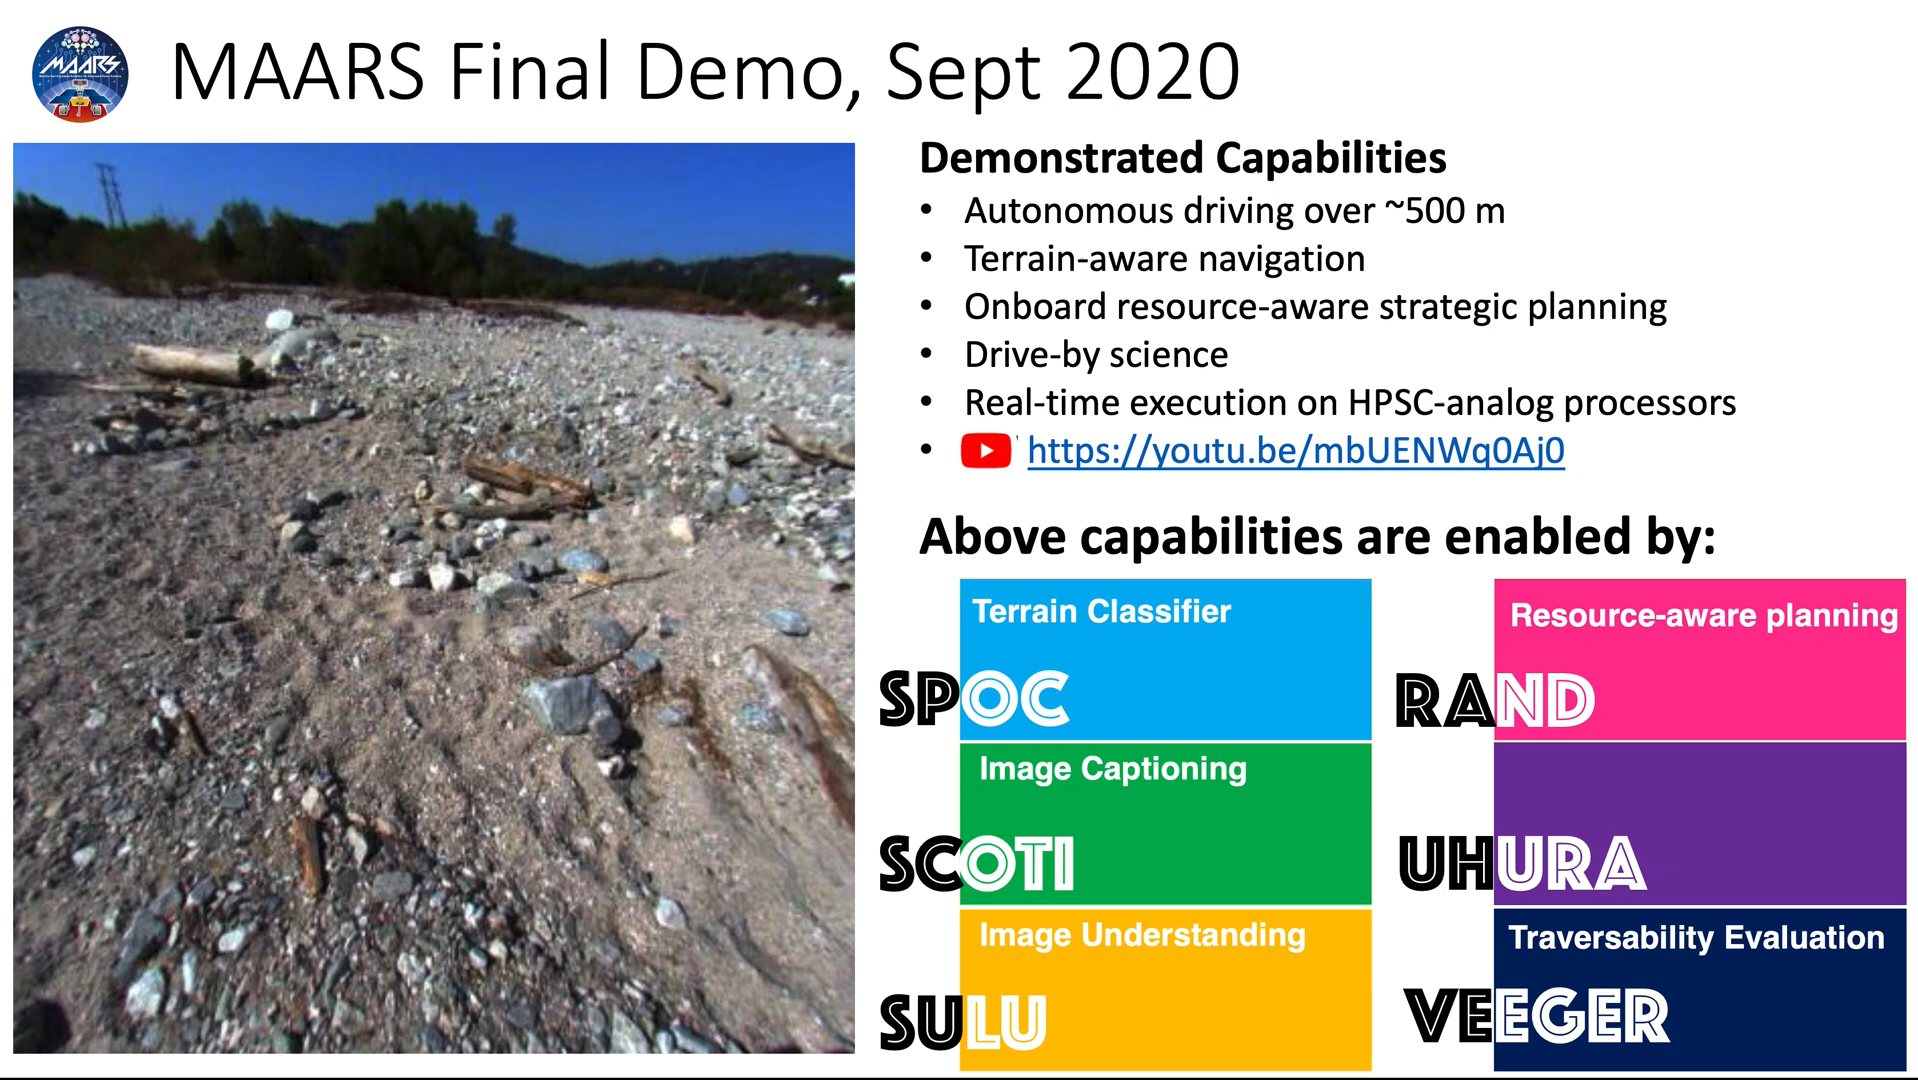 MAARS
MAARS Final Demo, Sept 2020
Demonstrated Capabilities
• Autonomous driving over ~500 m
• Terrain-aware navigation
• Onboard resource-aware strategic planning
• Drive-by science
• Real-time execution on HPSC-analog processors
• https://youtu.be/mbUENWq0Aj0
Above capabilities are enabled by:
Terrain Classifier
SPOC
Resource-aware planning
RAND
Image Captioning
SCOTI
UHURA
Image Understanding
SULU
Traversability Evaluation
VEEGER